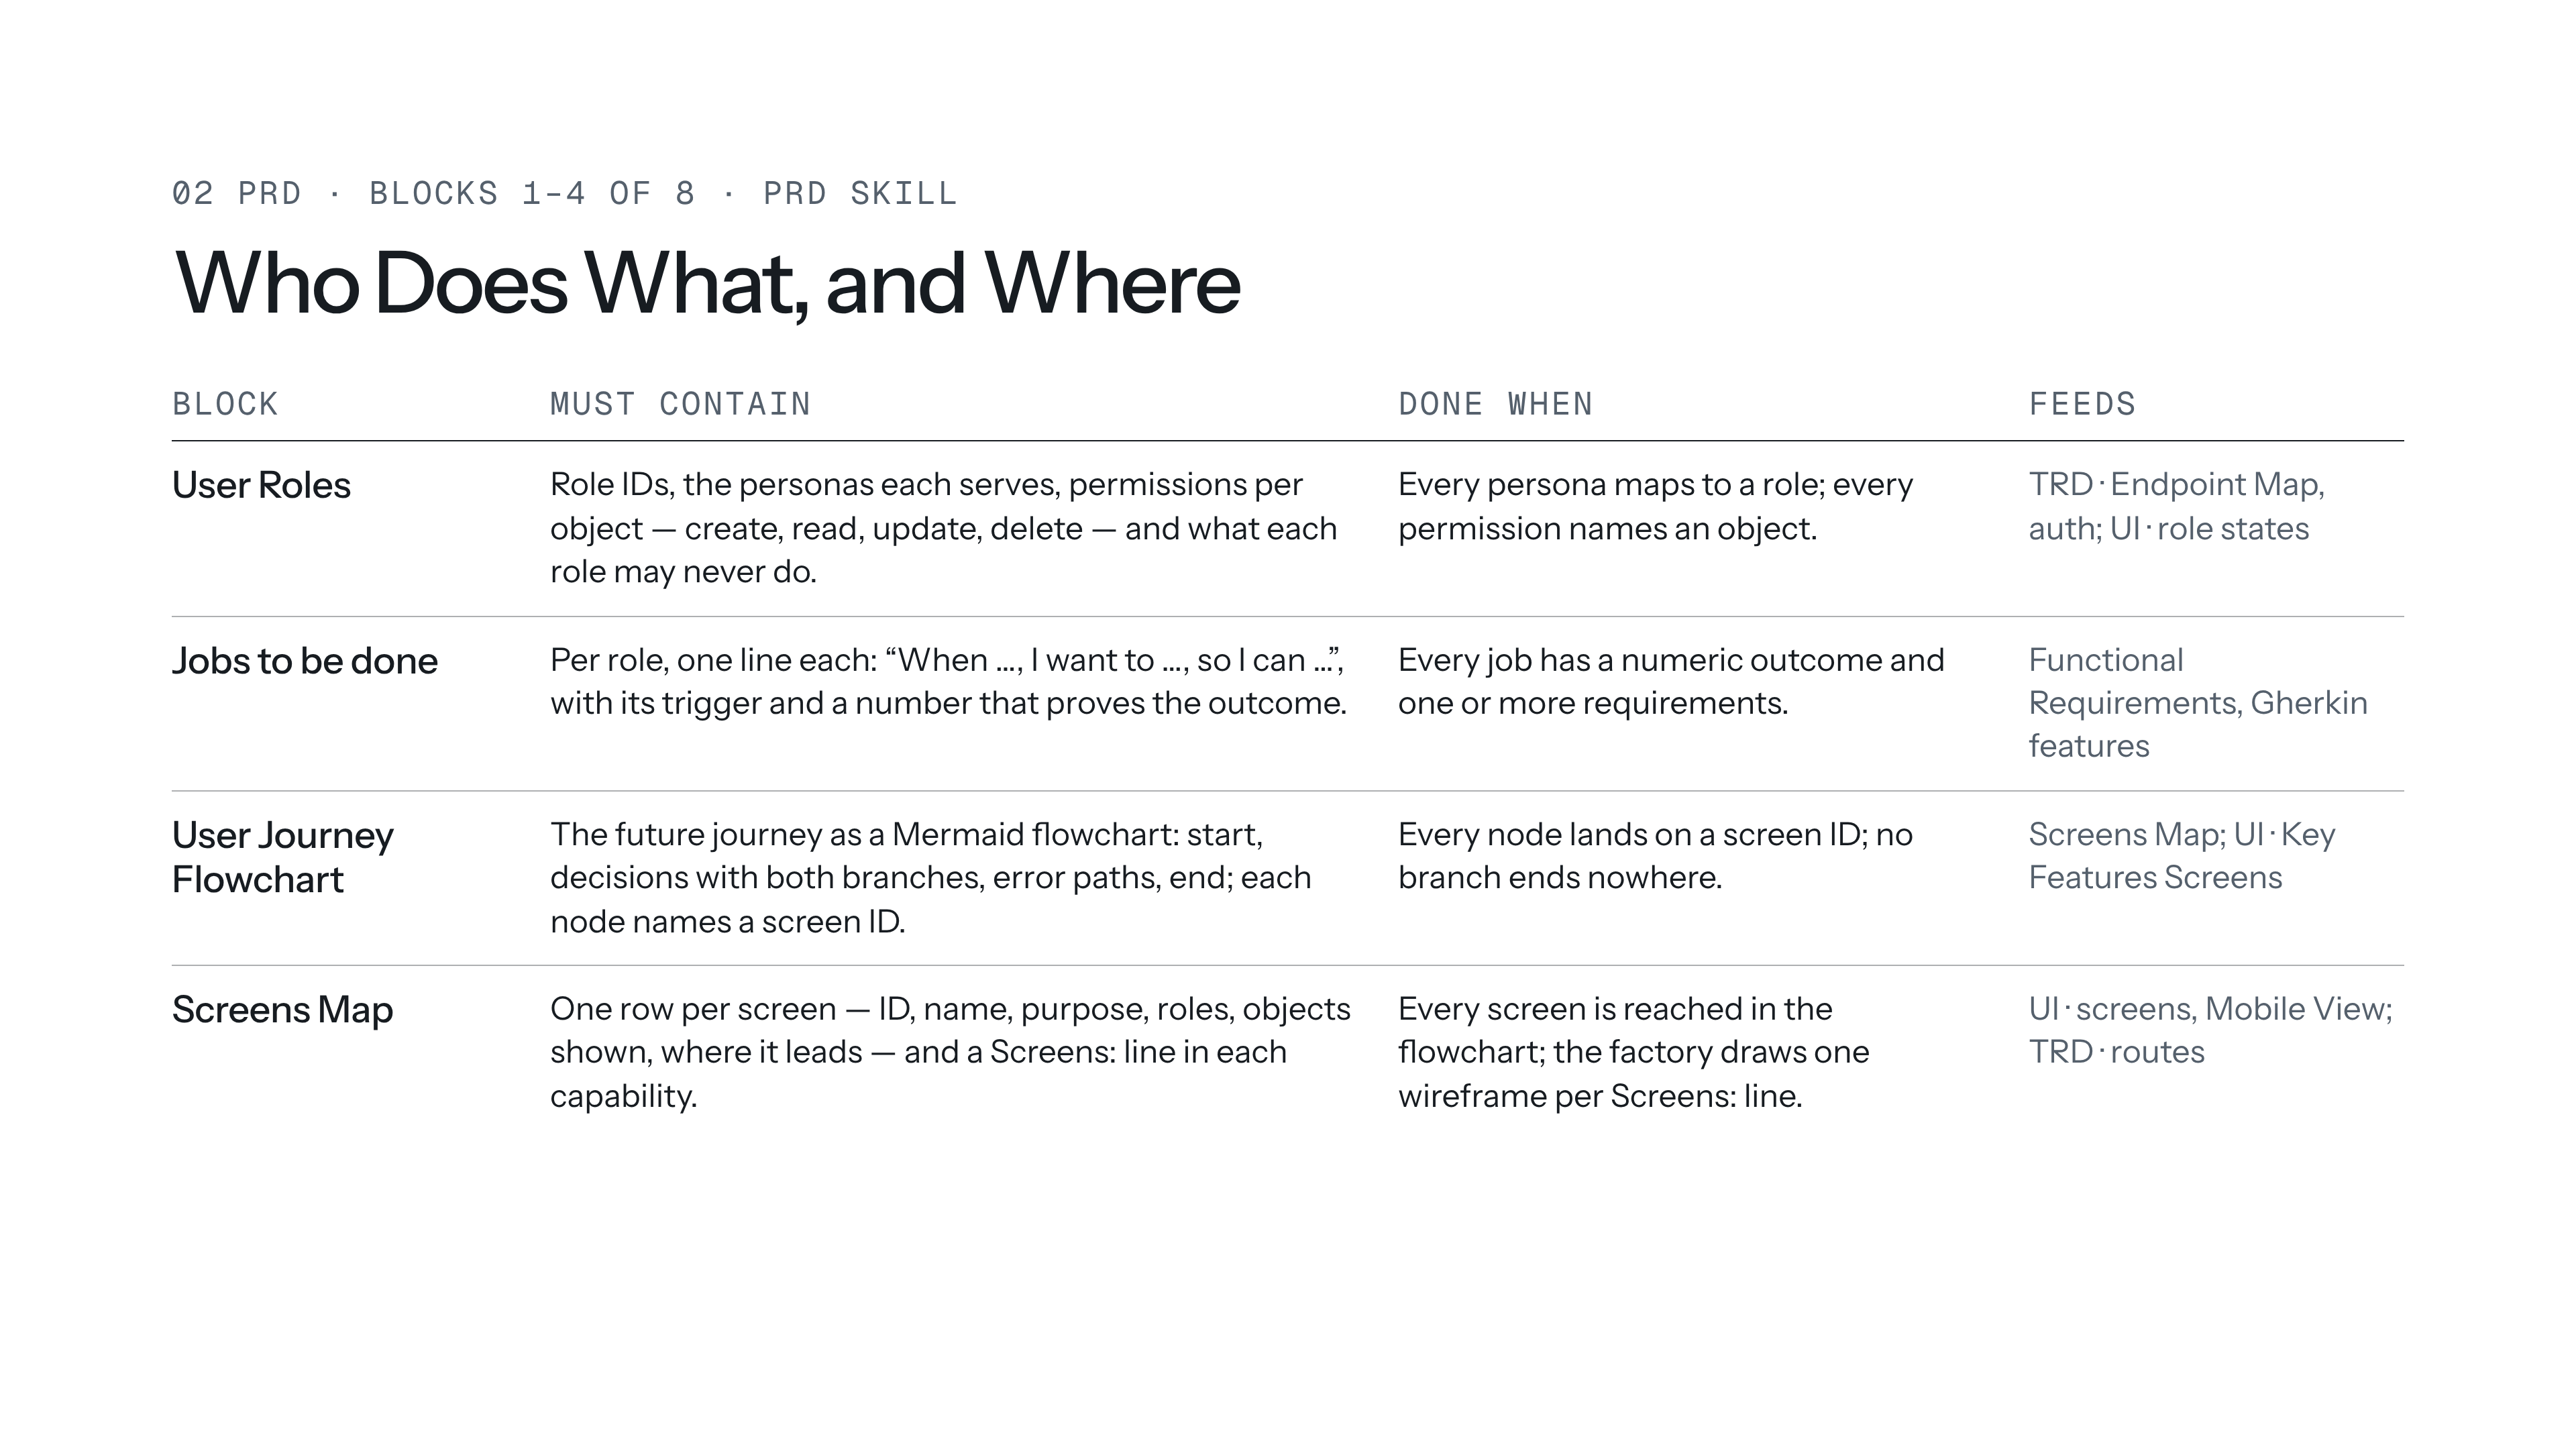 02 PRD · BLOCKS 1–4 OF 8 · PRD SKILL
Who Does What, and Where
BLOCK MUST CONTAIN DONE WHEN FEEDS
User Roles
Role IDs, the personas each serves, permissions per
object — create, read, update, delete — and what each
role may never do.
Every persona maps to a role; every
permission names an object.
TRD · Endpoint Map,
auth; UI · role states
Jobs to be done
Per role, one line each: “When …, I want to …, so I can …”,
with its trigger and a number that proves the outcome.
Every job has a numeric outcome and
one or more requirements.
Functional
Requirements, Gherkin
features
User Journey
Flowchart
The future journey as a Mermaid flowchart: start,
decisions with both branches, error paths, end; each
node names a screen ID.
Every node lands on a screen ID; no
branch ends nowhere.
Screens Map; UI · Key
Features Screens
Screens Map
One row per screen — ID, name, purpose, roles, objects
shown, where it leads — and a Screens: line in each
capability.
Every screen is reached in the
flowchart; the factory draws one
wireframe per Screens: line.
UI · screens, Mobile View;
TRD · routes